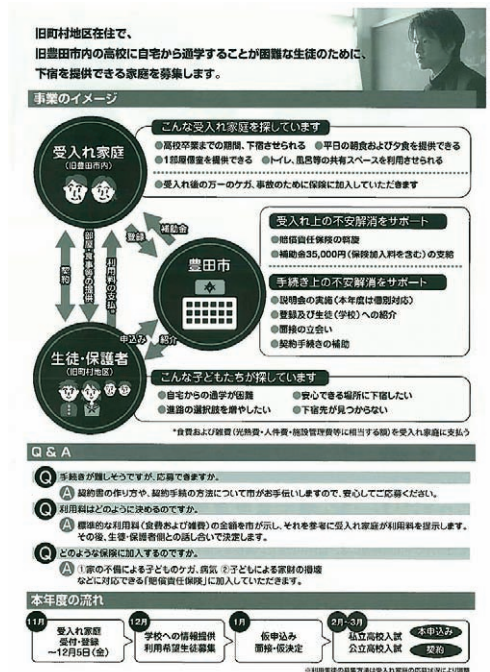 旧町村地区在住で、
旧豊田市内の高校に自宅から通学することが困難な生徒のために、
下宿を提供できる家庭を募集します。
事業のイメージ
受入れ家庭
(旧豊田市内)
こんな受入れ家庭を探しています
●高校卒業までの期間、下宿させられる ●平日の朝食および夕食を提供できる
●1部屋個室を提供できる ●トイレ、風呂等の共有スペースを利用させられる
●受入れ後の万一のケガ、事故のために保険に加入していただきます
契約
部屋・食事等の提供
利用料の支払*
登録
補助金
豊田市
申込み
紹介
受入れ上の不安解消をサポート
●賠償責任保険の斡旋
●補助金35,000円(保険加入料を含む)の支給
手続き上の不安解消をサポート
●説明会の実施(本年度は個別対応)
●登録及び生徒(学校)への紹介
●面接の立会い
●契約手続きの補助
生徒・保護者
(旧町村地区)
こんな子どもたちが探しています
●自宅からの通学が困難 ●安心できる場所に下宿したい
●進路の選択肢を増やしたい ●下宿先が見つからない
*食費および雑費(光熱費・人件費・施設管理費等に相当する額)を受入れ家庭に支払う
Q & A
Q 手続きが難しそうですが、応募できますか。
A 契約書の作り方や、契約手続の方法について市がお手伝いしますので、安心してご応募ください。
Q 利用料はどのように決めるのですか。
A 標準的な利用料(食費および雑費)の金額を市が示し、それを参考に受入れ家庭が利用料を提示します。
その後、生徒・保護者側との話し合いで決定します。
Q どのような保険に加入するのですか。
A ①家の不備による子どものケガ、病気 ②子どもによる家財の損壊
などに対応できる「賠償責任保険」に加入していただきます。
本年度の流れ
11月
受入れ家庭
受付・登録
~12月5日(金)
12月
学校への情報提供
利用希望生徒募集
1月
仮申込み
面接・仮決定
2月~3月
私立高校入試
公立高校入試
本申込み
契約